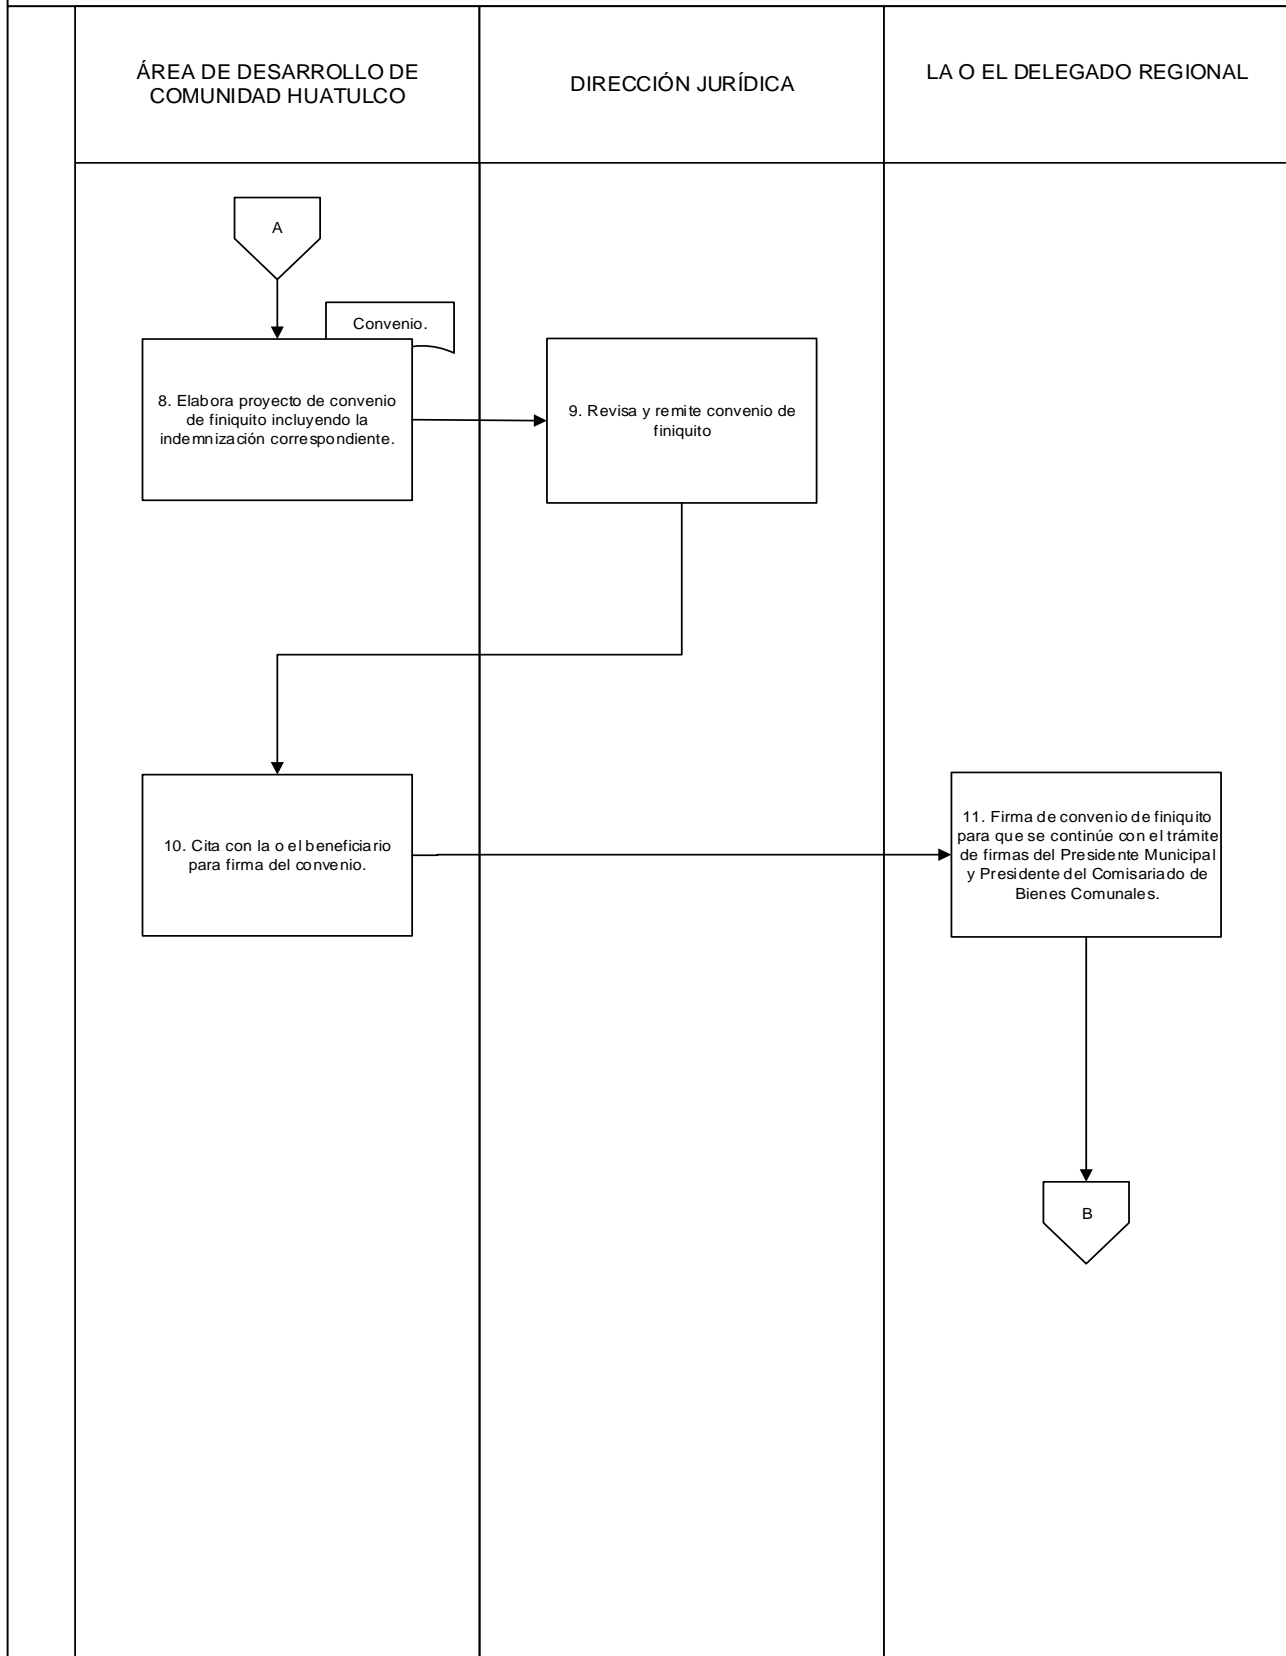 ÁREA DE DESARROLLO DE
COMUNIDAD HUATULCO
DIRECCIÓN JURÍDICA
LA O EL DELEGADO REGIONAL
A
Convenio.
8. Elabora proyecto de convenio
de finiquito incluyendo la
indemnización correspondiente.
9. Revisa y remite convenio de
finiquito
10. Cita con la o el beneficiario
para firma del convenio.
11. Firma de convenio de finiquito
para que se continúe con el trámite
de firmas del Presidente Municipal
y Presidente del Comisariado de
Bienes Comunales.
B